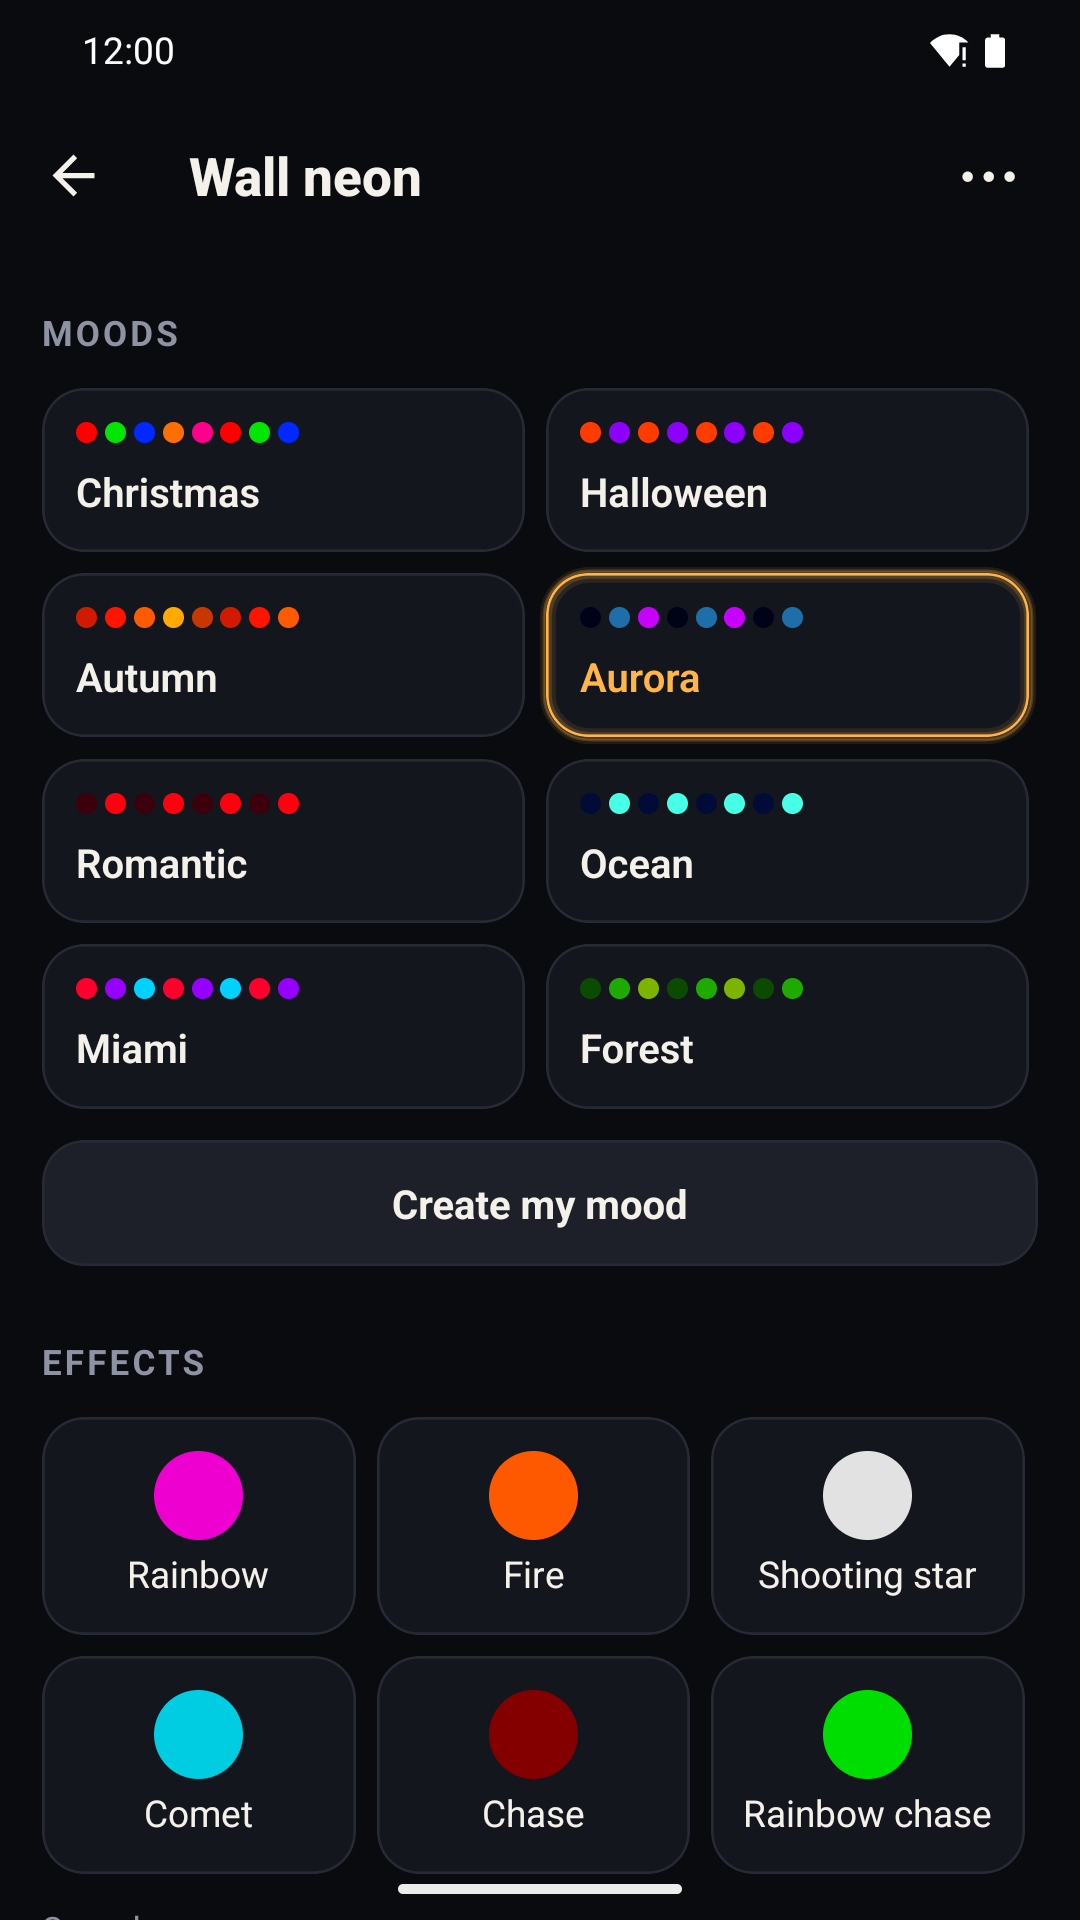 12:00
Wall neon
MOODS
Christmas
Halloween
Autumn
Aurora
Romantic
Ocean
Miami
Forest
Create my mood
EFFECTS
Rainbow
Fire
Shooting star
Comet
Chase
Rainbow chase